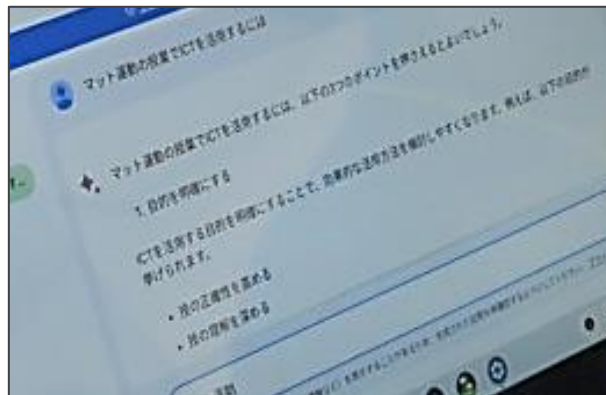 マット運動の授業でICTを活用するには
マット運動の授業でICTを活用するには、以下の3つのポイントを押さえるとよいでしょう。
1. 目的を明確にする
ICTを活用する目的を明確にすることで、効果的な活用方法を検討しやすくなります。例えば、以下の目的が
挙げられます。
• 技の正確性を高める
• 技の理解を深める
す...